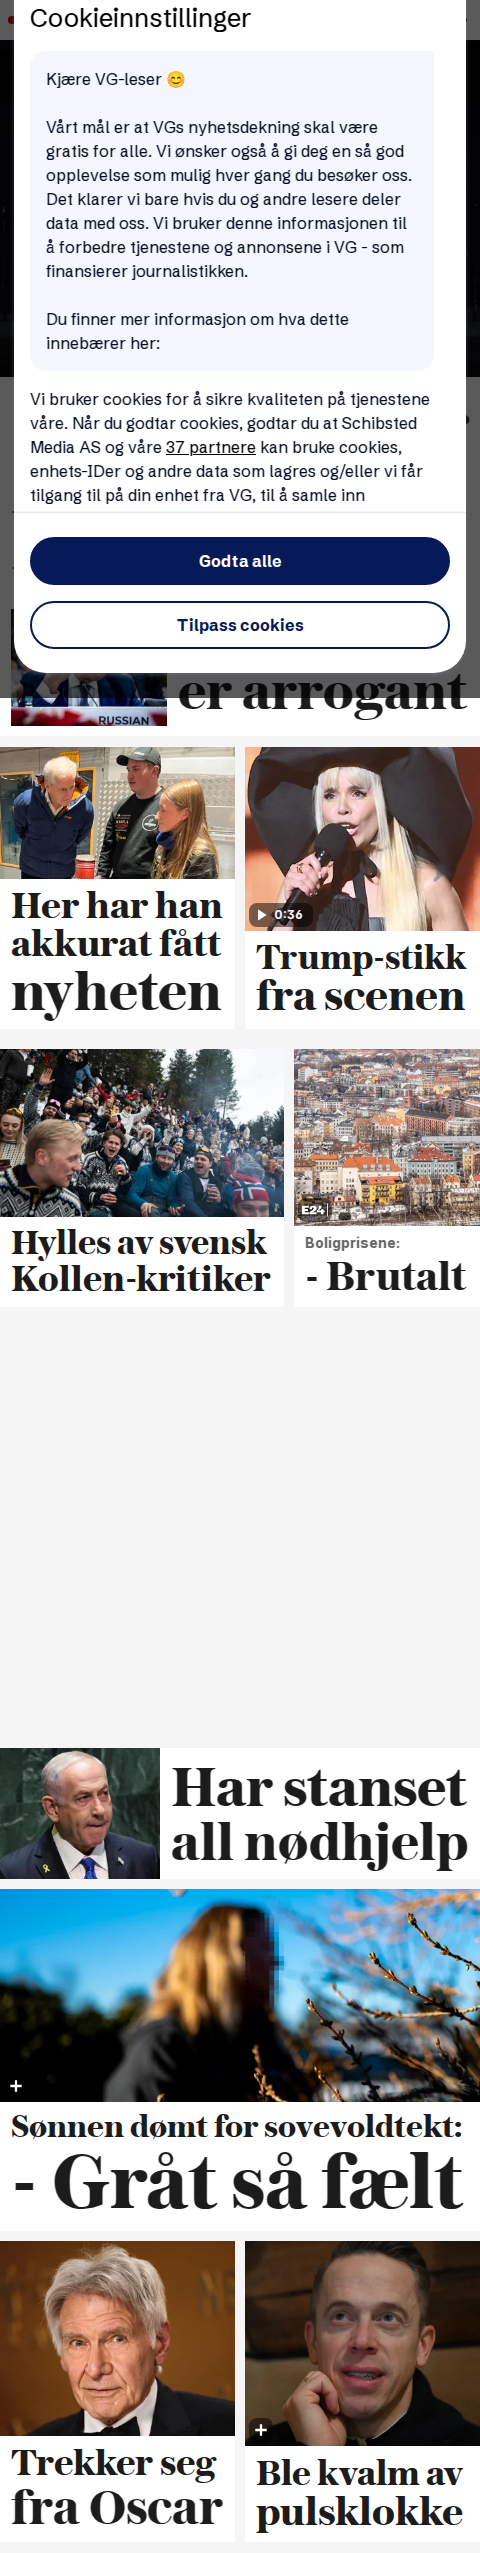 Cookieinnstillinger
Kjære VG-leser 😊
Vårt mål er at VGs nyhetsdekning skal være
gratis for alle. Vi ønsker også å gi deg en så god
opplevelse som mulig hver gang du besøker oss.
Det klarer vi bare hvis du og andre lesere deler
data med oss. Vi bruker denne informasjonen til
å forbedre tjenestene og annonsene i VG - som
finansierer journalistikken.
Du finner mer informasjon om hva dette
innebærer her:
Vi bruker cookies for å sikre kvaliteten på tjenestene
våre. Når du godtar cookies, godtar du at Schibsted
Media AS og våre 37 partnere kan bruke cookies,
enhets-IDer og andre data som lagres og/eller vi får
tilgang til på din enhet fra VG, til å samle inn
Godta alle
Tilpass cookies
RUSSIAN
er arrogant
Her har han
akkurat fått
nyheten
0:36
Trump-stikk
fra scenen
Hylles av svensk
Kollen-kritiker
E24
Boligprisene:
- Brutalt
Har stanset
all nødhjelp
Sønnen dømt for sovevoldtekt:
- Gråt så fælt
Trekker seg
fra Oscar
Ble kvalm av
pulsklokke